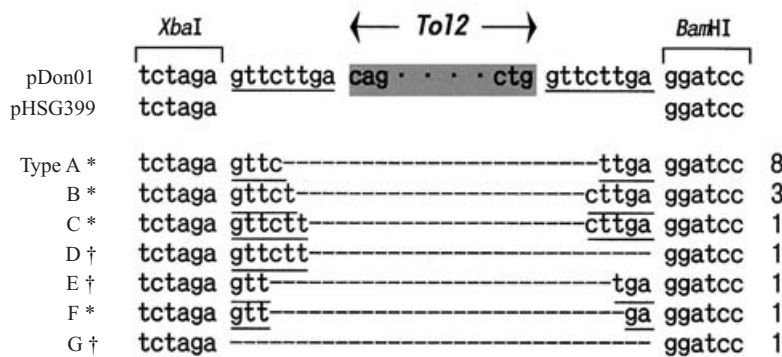 XbaI ← Tol2 → BamHI
pDon01 tctaga gttcttga cag · · · · ctg gttcttga ggatcc
pHSG399 tctaga ggatcc
Type A * tctaga gttc------------------------ttga ggatcc 8
B * tctaga gttct----------------------cttga ggatcc 3
C * tctaga gttctt---------------------cttga ggatcc 1
D † tctaga gttctt-------------------------- ggatcc 1
E † tctaga gtt--------------------------tga ggatcc 1
F * tctaga gtt---------------------------ga ggatcc 1
G † tctaga -------------------------------- ggatcc 1